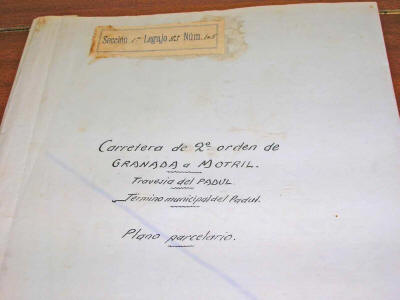 Sección 1ª Legajo Núm.
Carretera de 2º orden de
GRANADA a MOTRIL.
Travesía del PADUL
Término municipal del Padul.
Plano parcelario.